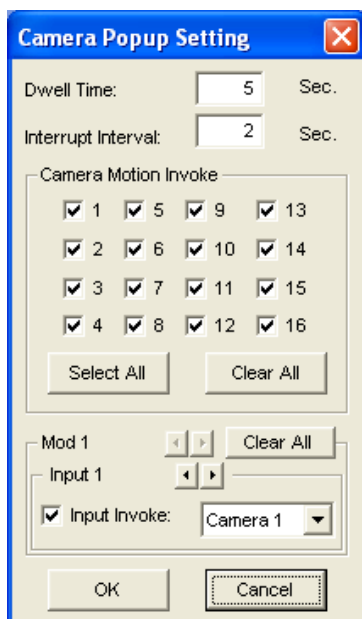 Camera Popup Setting
Dwell Time: 5 Sec.
Interrupt Interval: 2 Sec.
Camera Motion Invoke
1 5 9 13
2 6 10 14
3 7 11 15
4 8 12 16
Select All Clear All
Mod 1 Clear All
Input 1
Input Invoke: Camera 1
OK Cancel